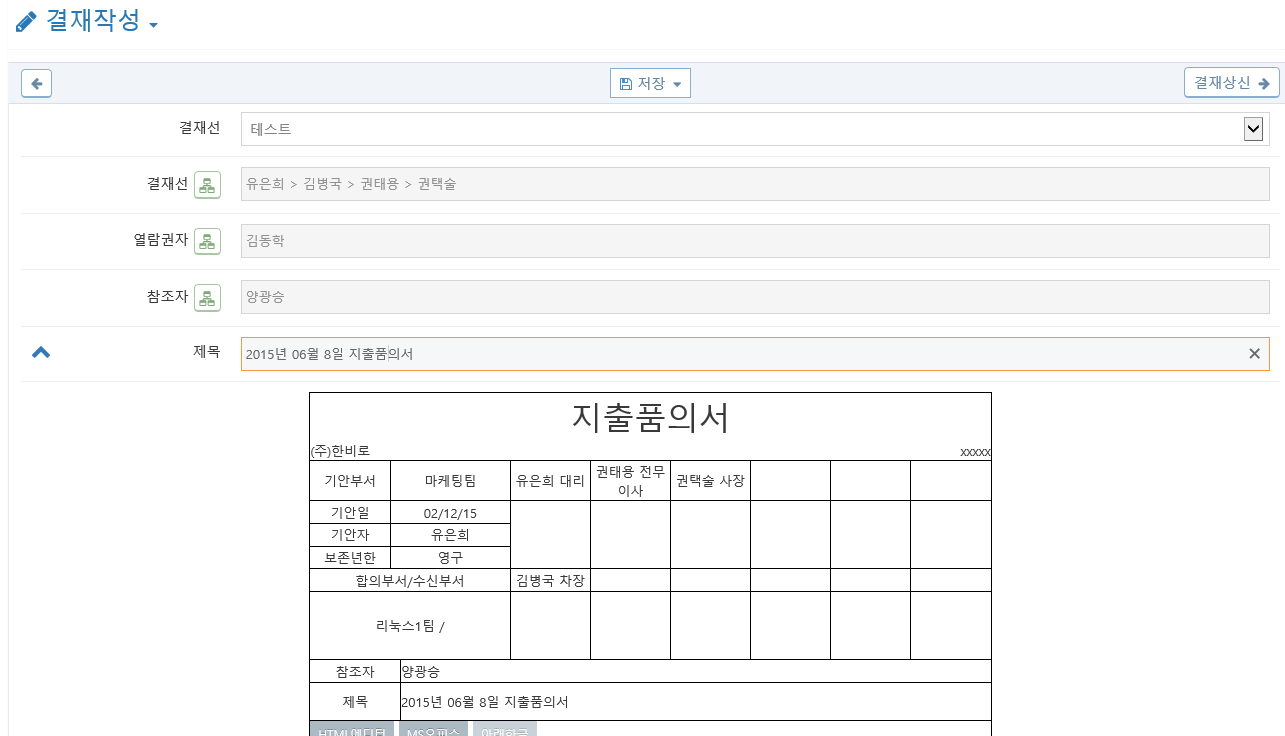 결재작성
저장
결재상신
결재선 테스트
결재선 유은희 > 김병국 > 권태용 > 권택술
열람권자 김동학
참조자 양광승
제목 2015년 06월 8일 지출품의서
지출품의서
(주)한비로 xxxxx
기안부서 마케팅팀 유은희 대리 권태용 전무이사 권택술 사장
기안일 02/12/15
기안자 유은희
보존년한 영구
합의부서/수신부서 김병국 차장
리눅스1팀 /
참조자 양광승
제목 2015년 06월 8일 지출품의서
HTML에디터 MS오피스 아래한글